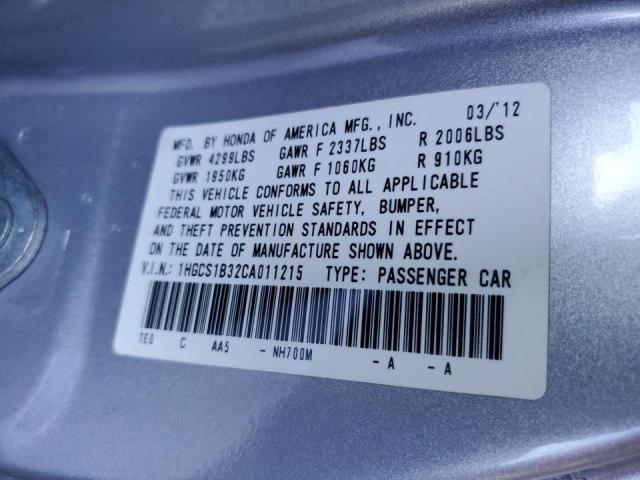 MFD. BY HONDA OF AMERICA MFG., INC. 03/'12
GVWR 4299LBS GAWR F 2337LBS R 2006LBS
GVWR 1950KG GAWR F 1060KG R 910KG
THIS VEHICLE CONFORMS TO ALL APPLICABLE
FEDERAL MOTOR VEHICLE SAFETY, BUMPER,
AND THEFT PREVENTION STANDARDS IN EFFECT
ON THE DATE OF MANUFACTURE SHOWN ABOVE.
V.I.N.: 1HGCS1B32CA011215 TYPE: PASSENGER CAR
TE0 C AA5 - NH700M - A - A